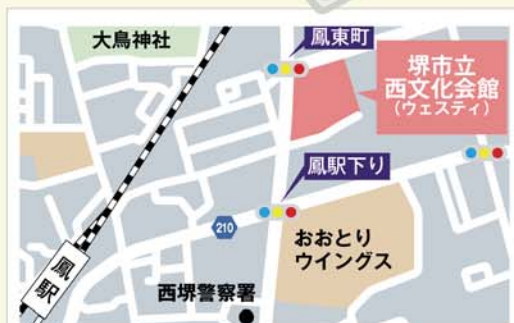 大鳥神社
鳳東町
堺市立
西文化会館
（ウェスティ）
鳳駅下り
210
おおとり
ウイングス
鳳駅
西堺警察署